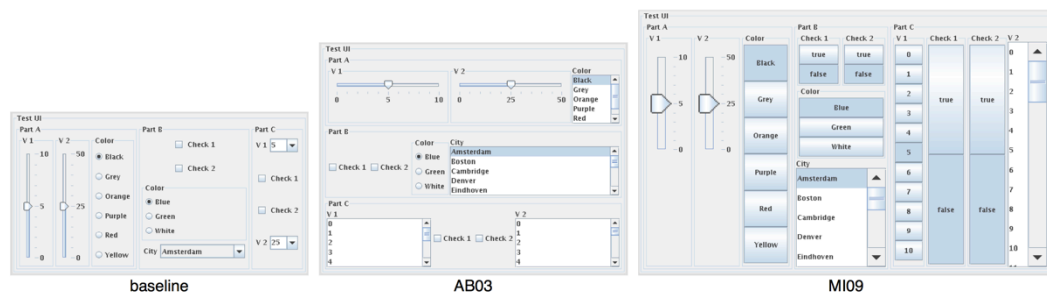 Test UI
Part A
V 1
V 2
Color
10
5
0
50
25
0
Black
Grey
Orange
Purple
Red
Yellow
Part B
Check 1
Check 2
Color
Blue
Green
White
City Amsterdam
Part C
V 1 5
Check 1
Check 2
V 2 25
baseline
Test UI
Part A
V 1
0 5 10
V 2
0 25 50
Color
Black
Grey
Orange
Purple
Red
Part B
Check 1 Check 2
Color
Blue
Green
White
City
Amsterdam
Boston
Cambridge
Denver
Eindhoven
Part C
V 1
0
1
2
3
4
Check 1 Check 2
V 2
0
1
2
3
4
AB03
Test UI
Part A
V 1
10
5
0
V 2
50
25
0
Color
Black
Grey
Orange
Purple
Red
Yellow
Part B
Check 1 Check 2
true true
false false
Color
Blue
Green
White
City
Amsterdam
Boston
Cambridge
Denver
Eindhoven
Part C
V 1
0
1
2
3
4
5
6
7
8
9
10
Check 1
true
false
Check 2
true
false
V 2
0
1
2
3
4
5
6
7
8
9
10
MI09